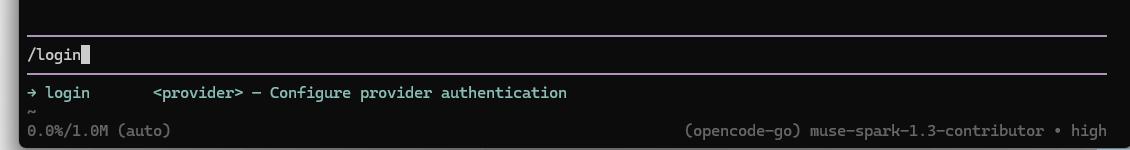 /login
→ login <provider> — Configure provider authentication
~
0.0%/1.0M (auto) (opencode-go) muse-spark-1.3-contributor • high